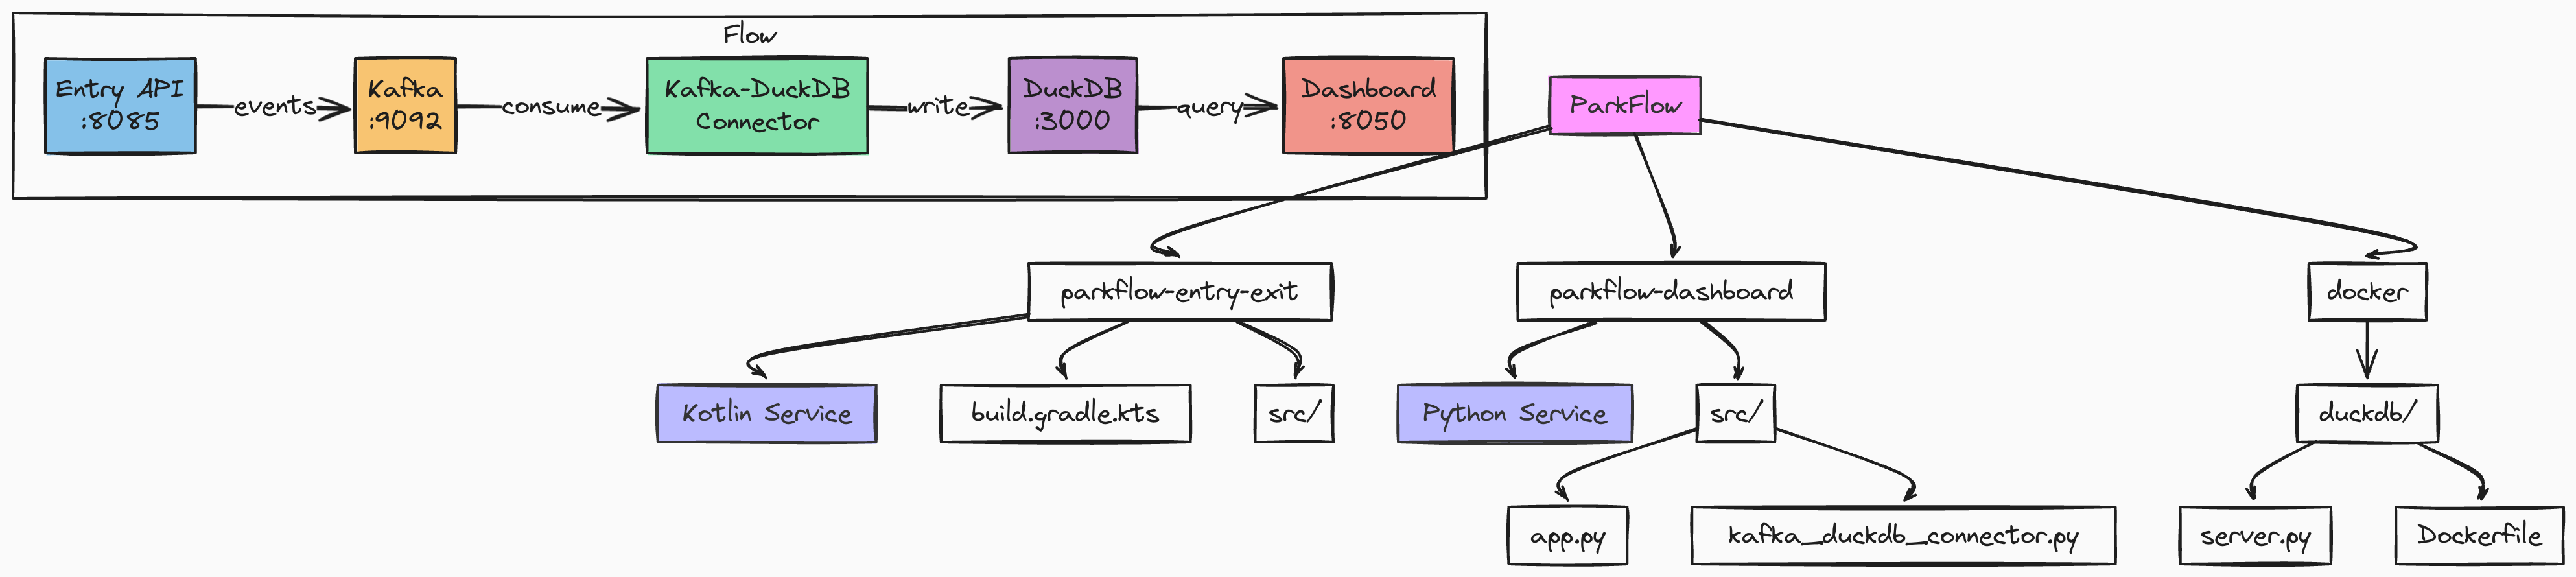 Flow
Entry API
:8085
events
Kafka
:9092
consume
Kafka-DuckDB
Connector
write
DuckDB
:3000
query
Dashboard
:8050
ParkFlow
parkflow-entry-exit
parkflow-dashboard
docker
Kotlin Service
build.gradle.kts
src/
Python Service
src/
duckdb/
app.py
kafka_duckdb_connector.py
server.py
Dockerfile